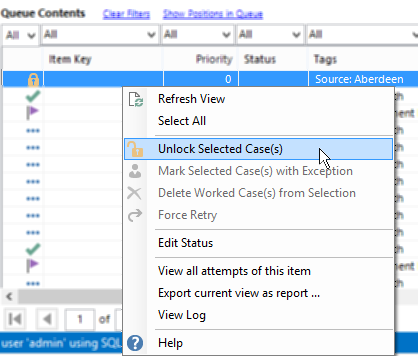 Queue Contents Clear Filters Show Positions in Queue
All All All All All
Item Key Priority Status Tags
0 Source: Aberdeen
Refresh View
Select All
Unlock Selected Case(s)
Mark Selected Case(s) with Exception
Delete Worked Case(s) from Selection
Force Retry
Edit Status
View all attempts of this item
Export current view as report ...
View Log
Help
1 of
user 'admin' using SQL